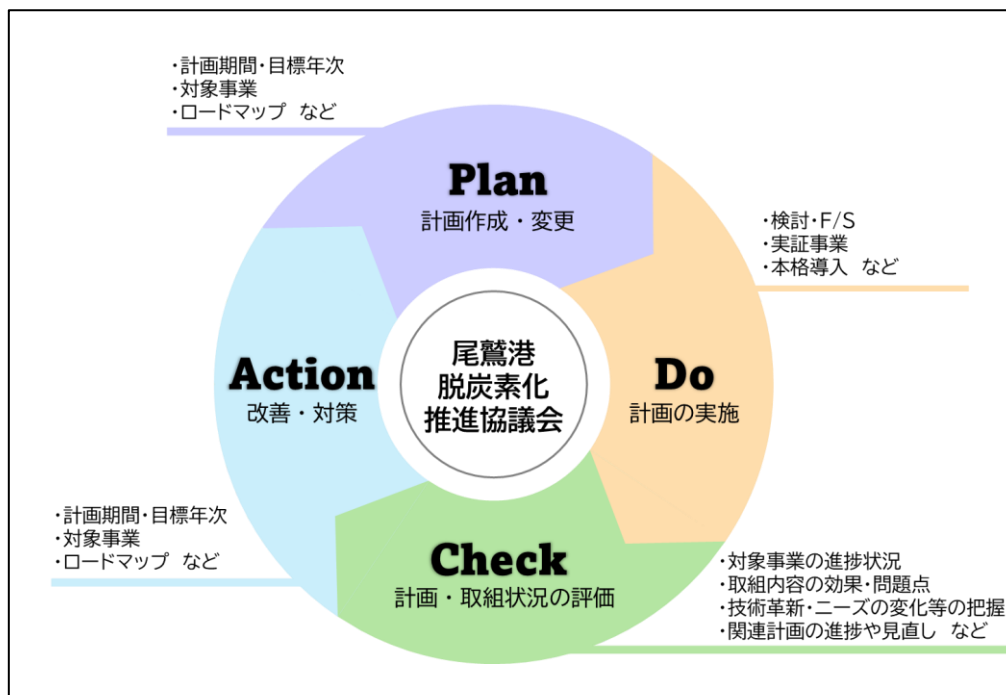 ・計画期間・目標年次
・対象事業
・ロードマップ など
Plan
計画作成・変更
・検討・F/S
・実証事業
・本格導入 など
Do
計画の実施
尾鷲港
脱炭素化
推進協議会
Action
改善・対策
・計画期間・目標年次
・対象事業
・ロードマップ など
Check
計画・取組状況の評価
・対象事業の進捗状況
・取組内容の効果・問題点
・技術革新・ニーズの変化等の把握
・関連計画の進捗や見直し など